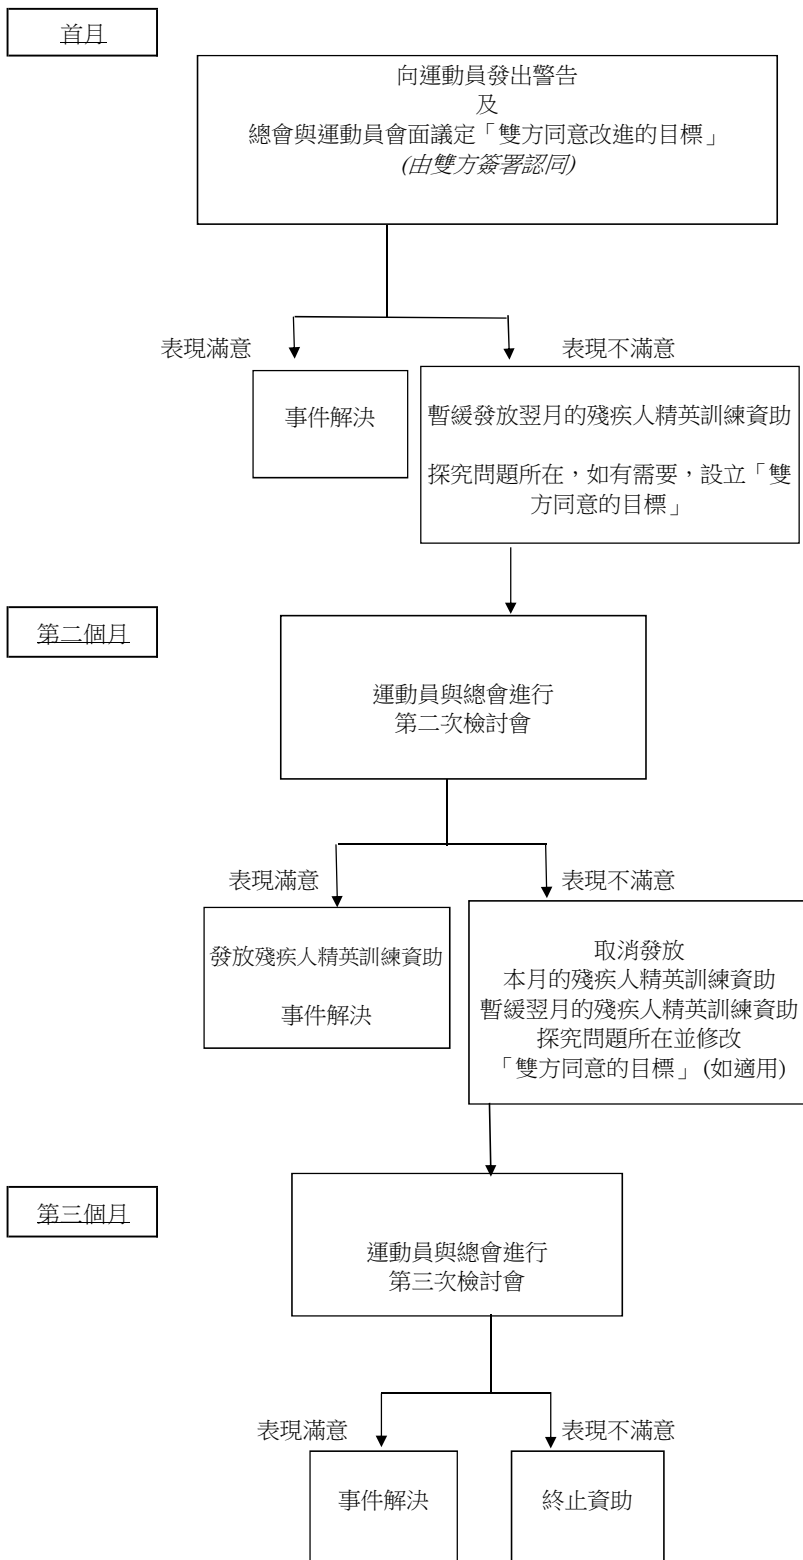 首月
向運動員發出警告
及
總會與運動員會面議定「雙方同意改進的目標」
(由雙方簽署認同)
表現滿意
表現不滿意
事件解決
暫緩發放翌月的殘疾人精英訓練資助
探究問題所在，如有需要，設立「雙
方同意的目標」
第二個月
運動員與總會進行
第二次檢討會
表現滿意
表現不滿意
發放殘疾人精英訓練資助
事件解決
取消發放
本月的殘疾人精英訓練資助
暫緩翌月的殘疾人精英訓練資助
探究問題所在並修改
「雙方同意的目標」 (如適用)
第三個月
運動員與總會進行
第三次檢討會
表現滿意
表現不滿意
事件解決
終止資助